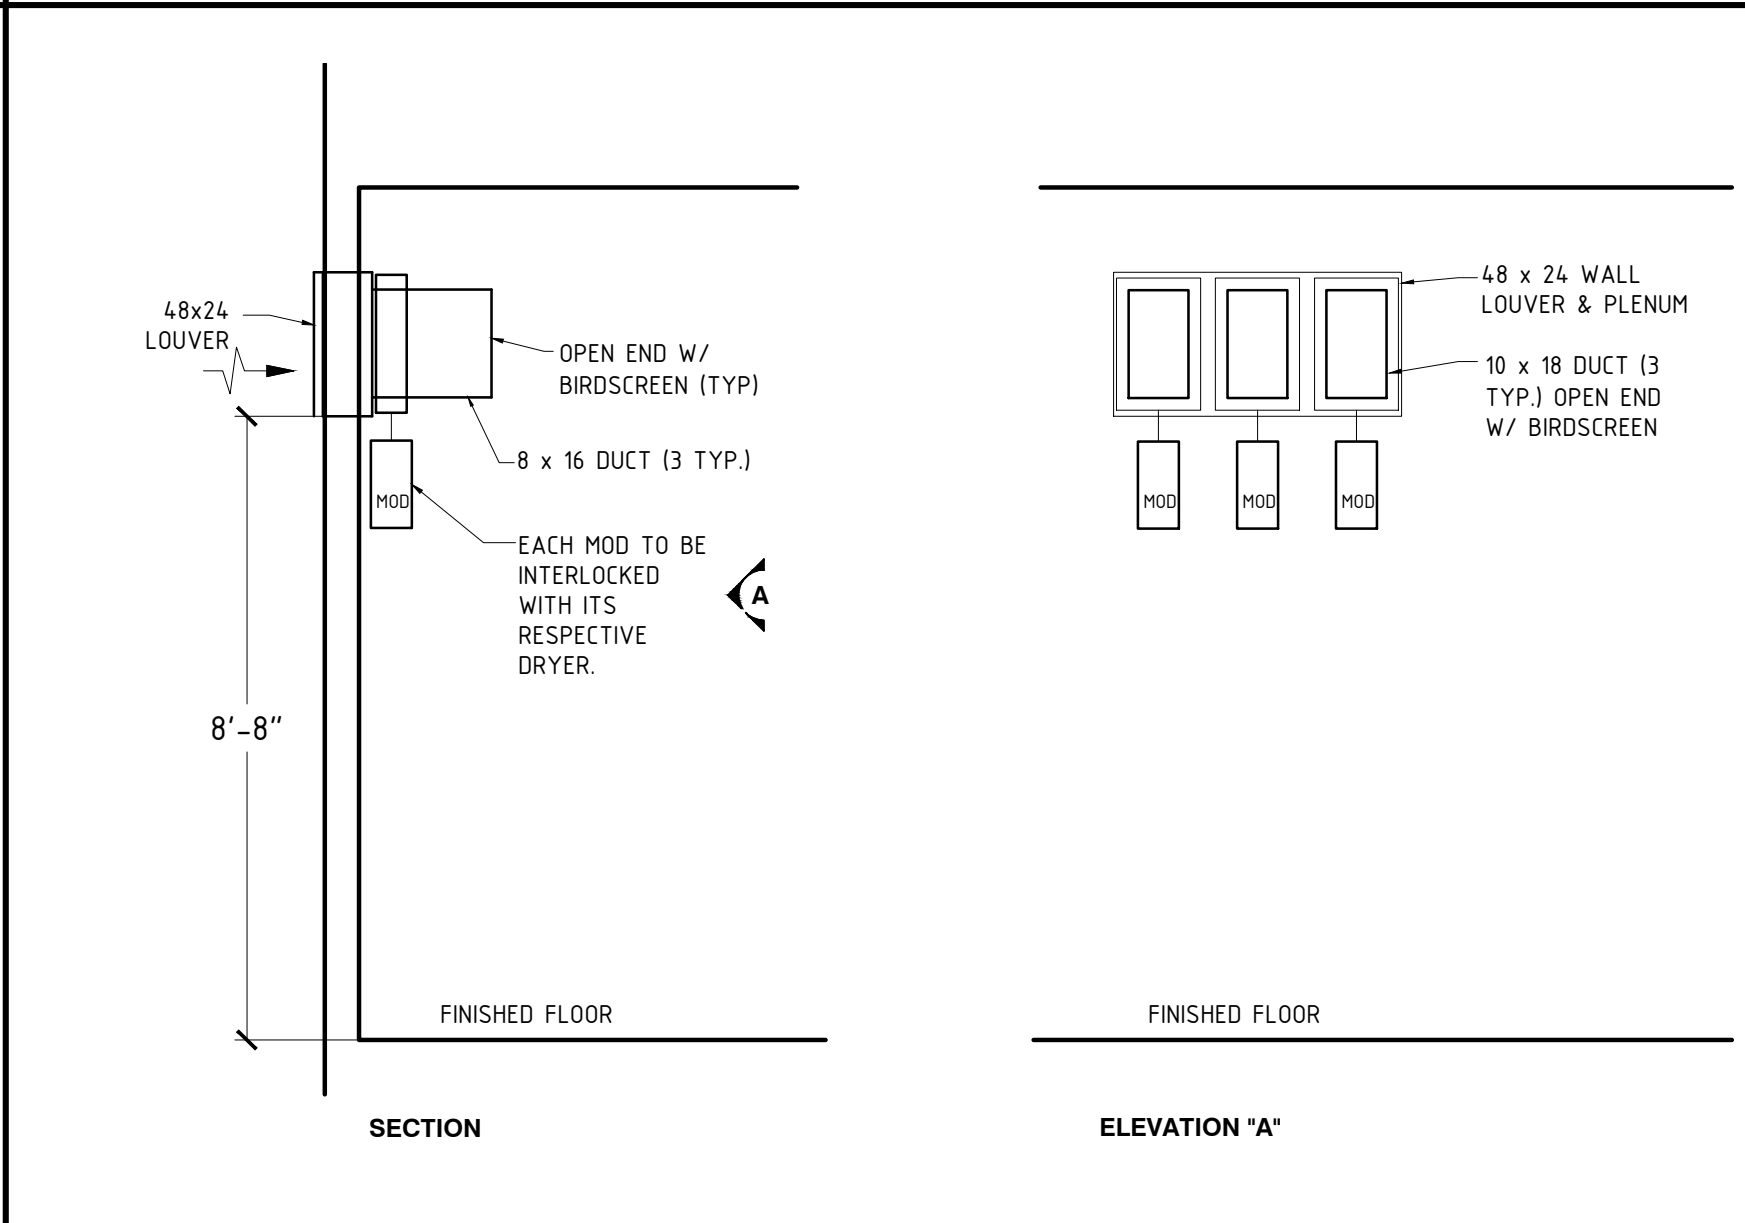 48x24
LOUVER
OPEN END W/
BIRDSCREEN (TYP)
8 x 16 DUCT (3 TYP.)
MOD
EACH MOD TO BE
INTERLOCKED
WITH ITS
RESPECTIVE
DRYER.
A
8'-8"
FINISHED FLOOR
SECTION
48 x 24 WALL
LOUVER & PLENUM
10 x 18 DUCT (3
TYP.) OPEN END
W/ BIRDSCREEN
MOD
MOD
MOD
FINISHED FLOOR
ELEVATION "A"